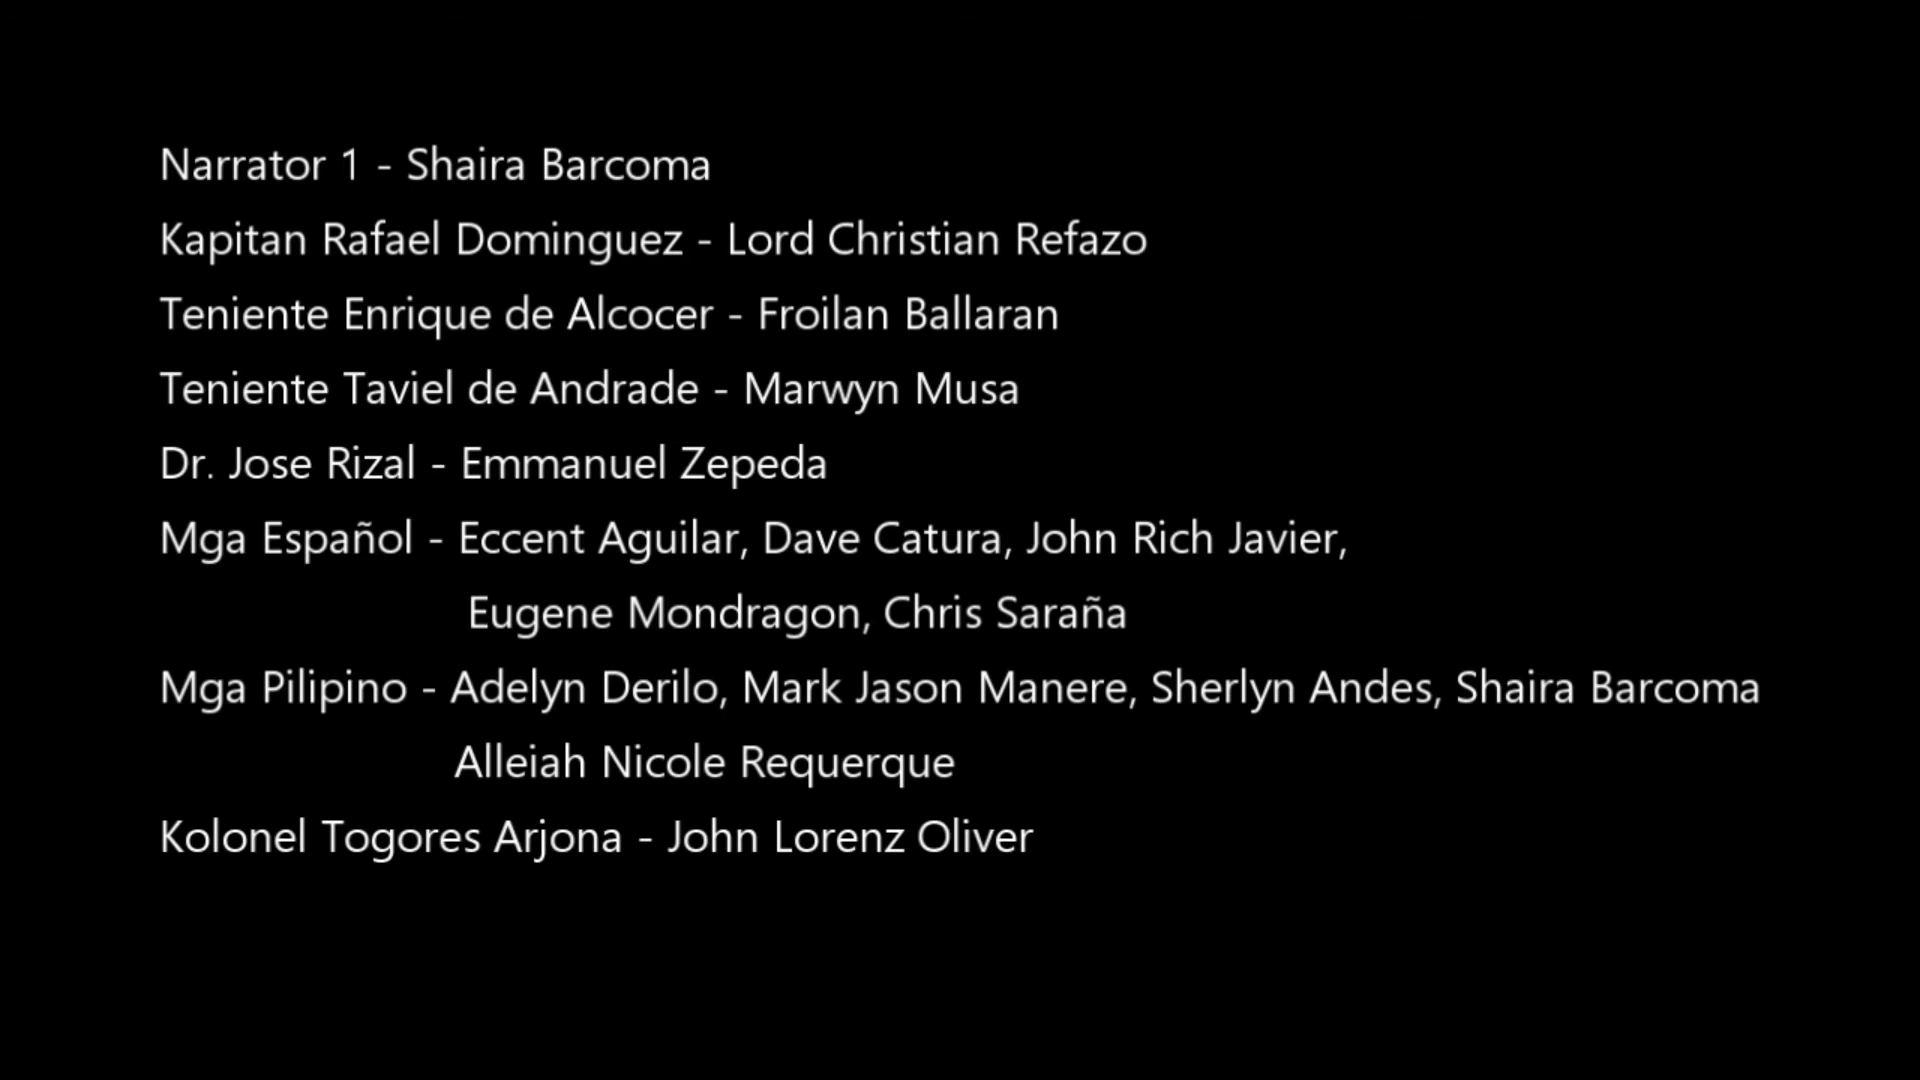 Narrator 1 - Shaira Barcoma
Kapitan Rafael Dominguez - Lord Christian Refazo
Teniente Enrique de Alcocer - Froilan Ballaran
Teniente Taviel de Andrade - Marwyn Musa
Dr. Jose Rizal - Emmanuel Zepeda
Mga Español - Eccent Aguilar, Dave Catura, John Rich Javier,
Eugene Mondragon, Chris Saraña
Mga Pilipino - Adelyn Derilo, Mark Jason Manere, Sherlyn Andes, Shaira Barcoma
Alleiah Nicole Requerque
Kolonel Togores Arjona - John Lorenz Oliver